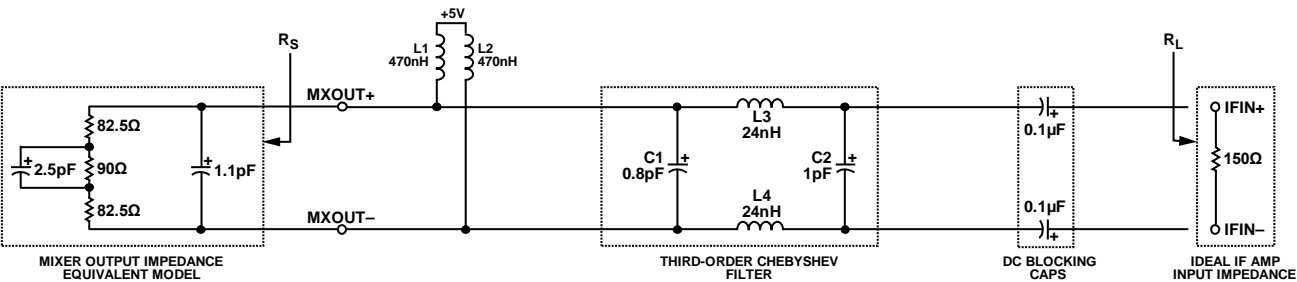 +5V
RS
L1
470nH
L2
470nH
RL
MXOUT+
82.5Ω
2.5pF
90Ω
1.1pF
82.5Ω
MXOUT–
L3
24nH
C1
0.8pF
C2
1pF
L4
24nH
0.1µF
0.1µF
IFIN+
150Ω
IFIN–
MIXER OUTPUT IMPEDANCE
EQUIVALENT MODEL
THIRD-ORDER CHEBYSHEV
FILTER
DC BLOCKING
CAPS
IDEAL IF AMP
INPUT IMPEDANCE